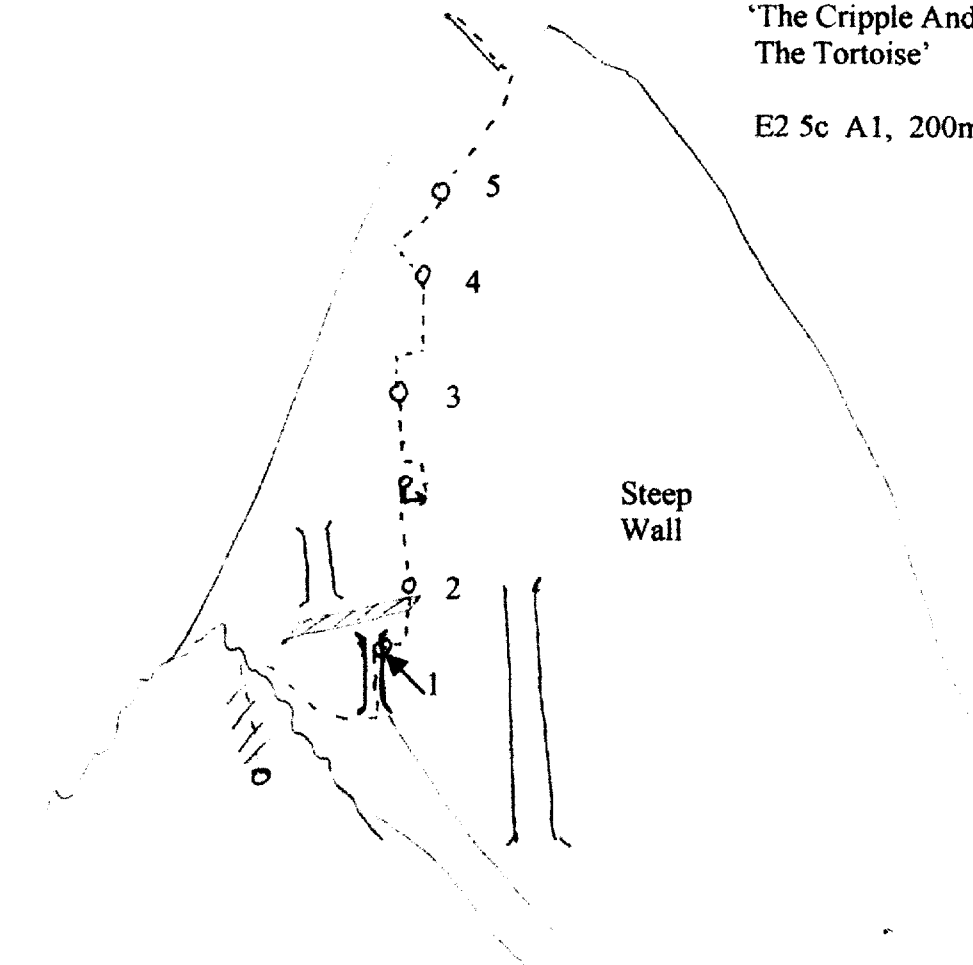 ‘The Cripple And
The Tortoise’
E2 5c A1, 200m
5
4
3
Steep
Wall
2
1